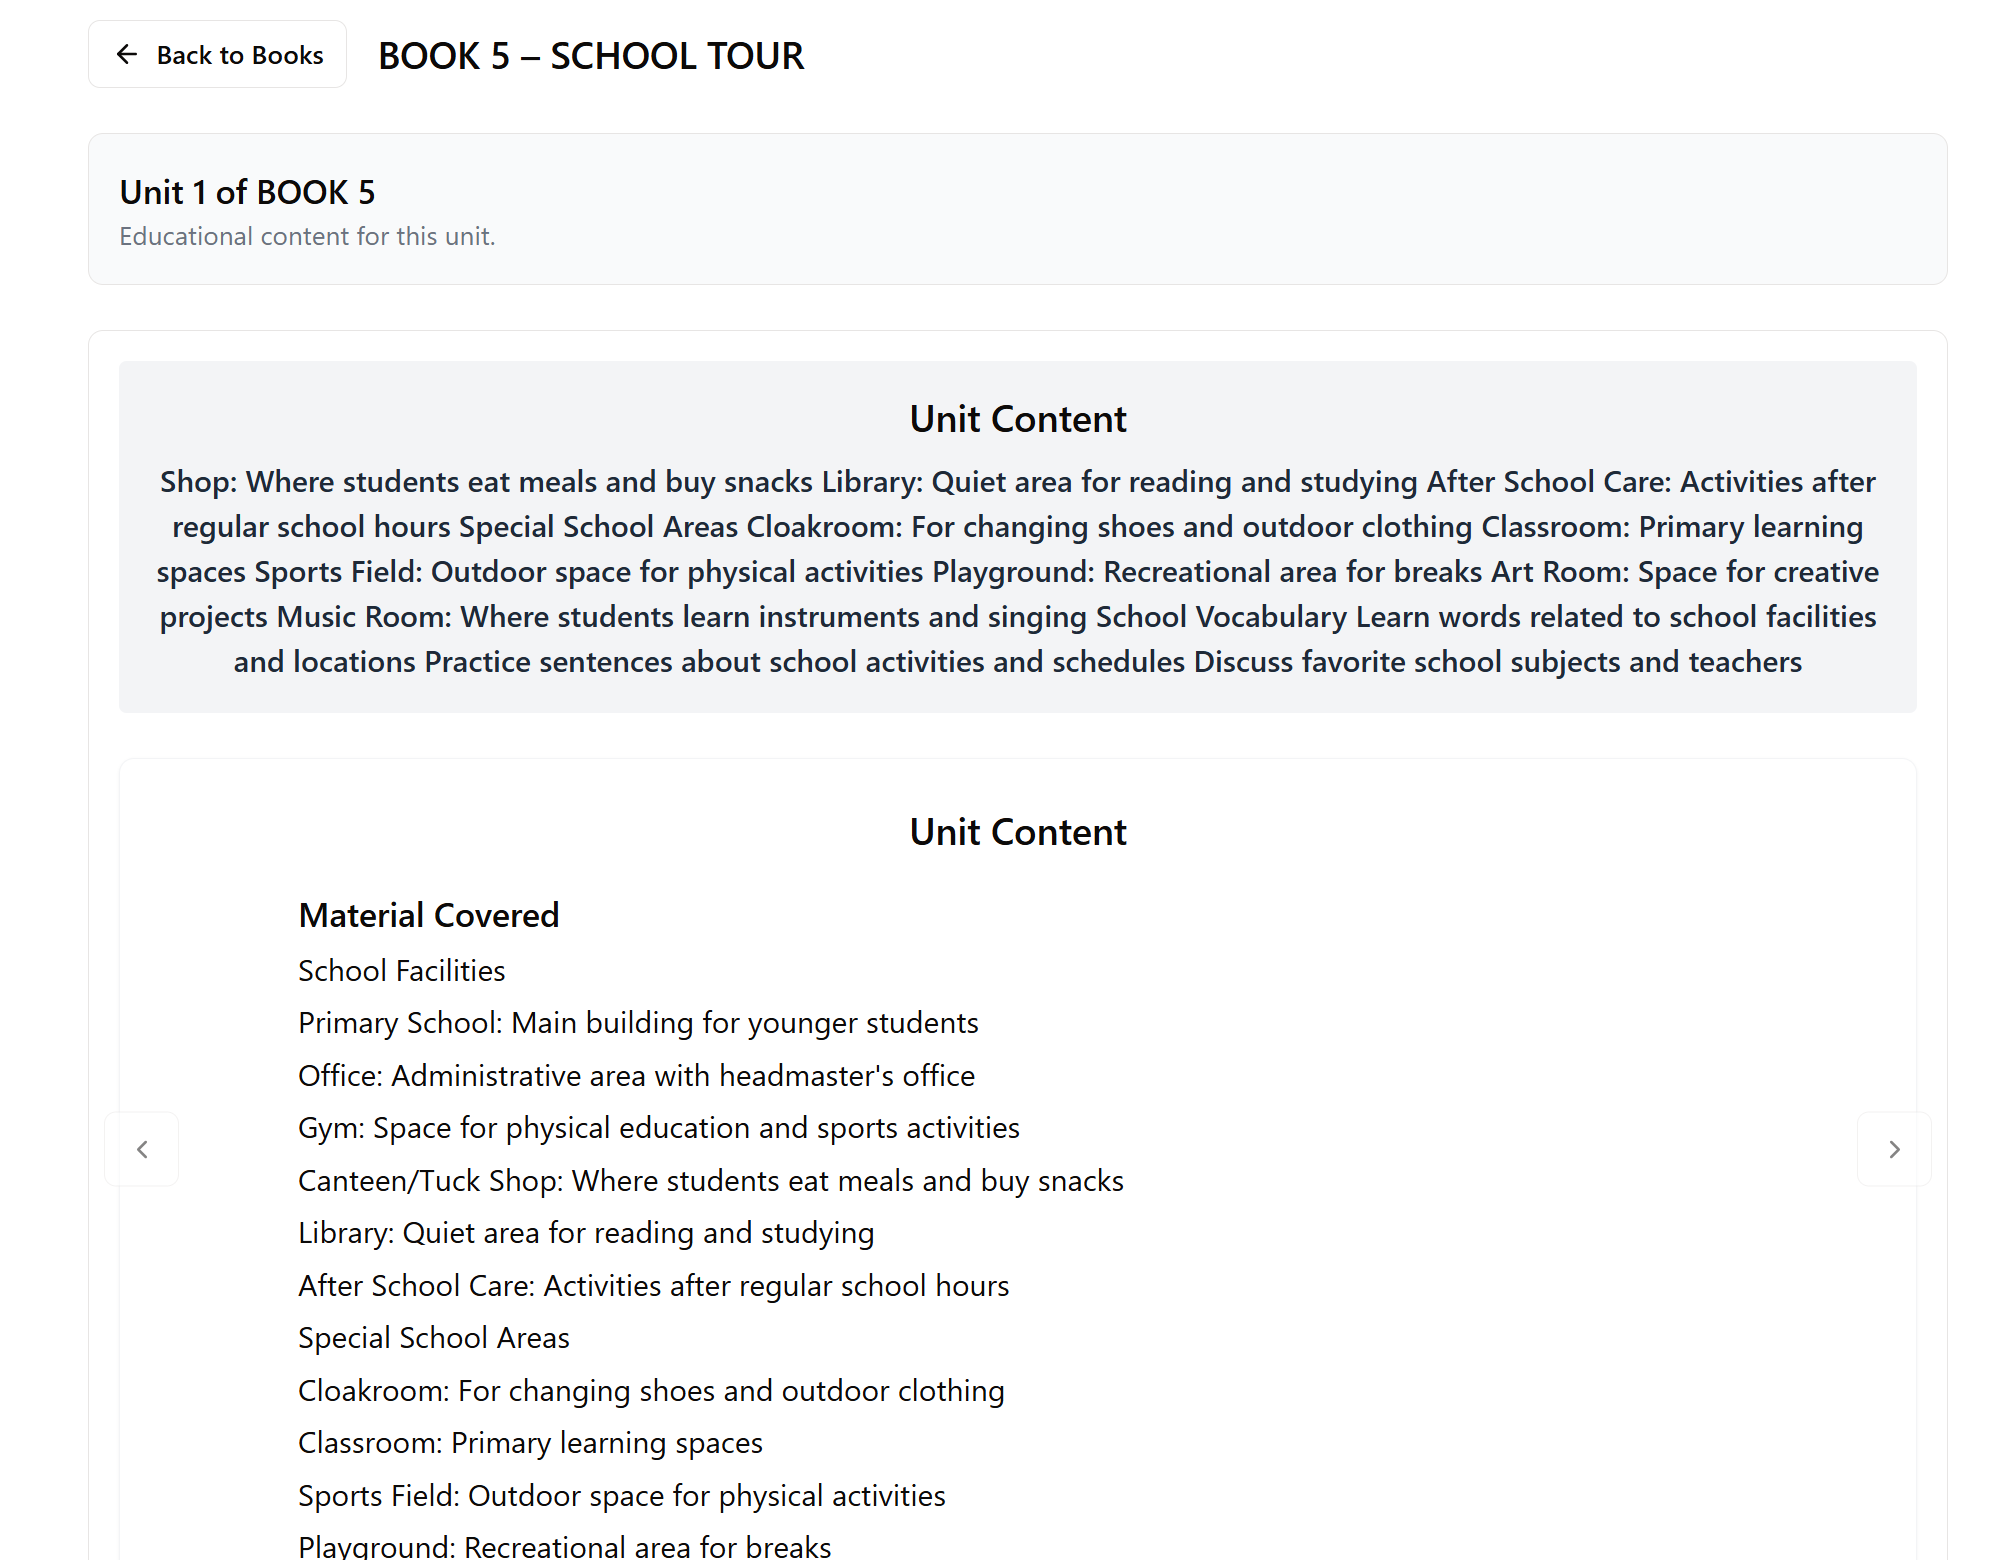 Back to Books
BOOK 5 – SCHOOL TOUR
Unit 1 of BOOK 5
Educational content for this unit.
Unit Content
Shop: Where students eat meals and buy snacks Library: Quiet area for reading and studying After School Care: Activities after
regular school hours Special School Areas Cloakroom: For changing shoes and outdoor clothing Classroom: Primary learning
spaces Sports Field: Outdoor space for physical activities Playground: Recreational area for breaks Art Room: Space for creative
projects Music Room: Where students learn instruments and singing School Vocabulary Learn words related to school facilities
and locations Practice sentences about school activities and schedules Discuss favorite school subjects and teachers
Unit Content
Material Covered
School Facilities
Primary School: Main building for younger students
Office: Administrative area with headmaster's office
Gym: Space for physical education and sports activities
Canteen/Tuck Shop: Where students eat meals and buy snacks
Library: Quiet area for reading and studying
After School Care: Activities after regular school hours
Special School Areas
Cloakroom: For changing shoes and outdoor clothing
Classroom: Primary learning spaces
Sports Field: Outdoor space for physical activities
Playground: Recreational area for breaks